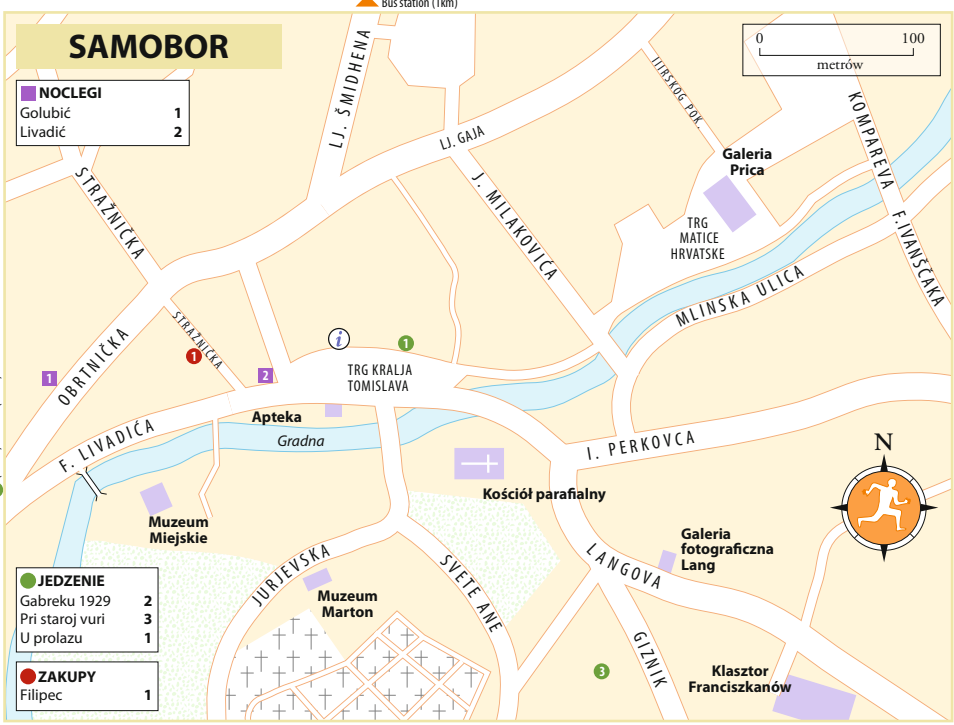 Bus station (1km)
SAMOBOR
0 100
metrów
NOCLEGI
Golubić 1
Livadić 2
LJ. ŠMIDHENA
LJ. GAJA
IIIRSKOG POK.
KOMPAREVA
Galeria
Prica
STRAŽNIČKA
J. MILAKOVIĆA
TRG
MATICE
HRVATSKE
F.IVANŠČAKA
MLINSKA ULICA
STRAŽNIČKA
OBRTNIČKA
i
1
1
1
2
TRG KRALJA
TOMISLAVA
Apteka
F. LIVADIĆA
Gradna
I. PERKOVCA
N
Kościół parafialny
Muzeum
Miejskie
Galeria
fotograficzna
Lang
LANGOVA
JURJEVSKA
SVETE ANE
Muzeum
Marton
JEDZENIE
Gabreku 1929 2
Pri staroj vuri 3
U prolazu 1
GIZNIK
3
Klasztor
Franciszkanów
ZAKUPY
Filipec 1